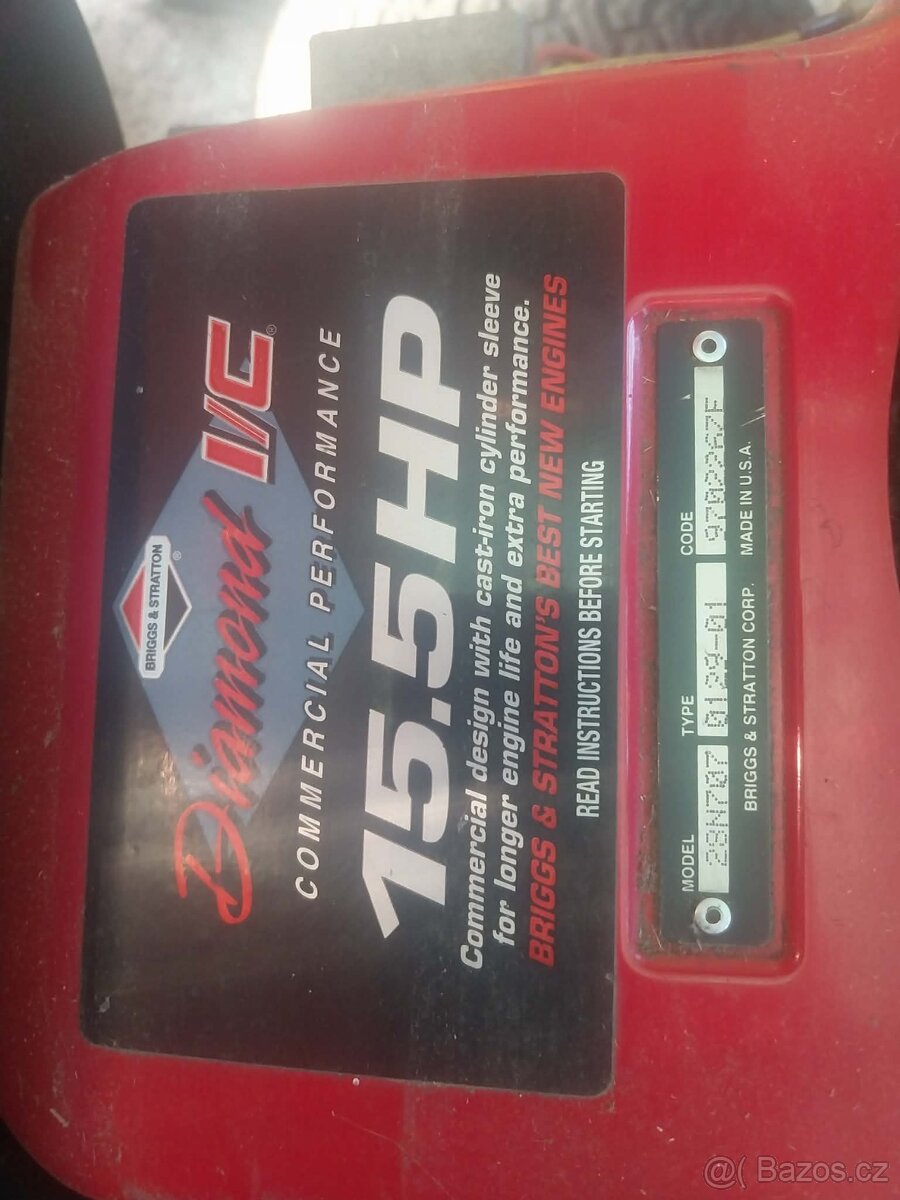 BRIGGS & STRATTON®
Diamond I/C®
COMMERCIAL PERFORMANCE
15.5HP
Commercial design with cast-iron cylinder sleeve
for longer engine life and extra performance.
BRIGGS & STRATTON'S BEST NEW ENGINES
READ INSTRUCTIONS BEFORE STARTING
MODEL TYPE CODE
28N707 0129-01 9702267F
BRIGGS & STRATTON CORP. MADE IN U.S.A.
@( Bazos.cz